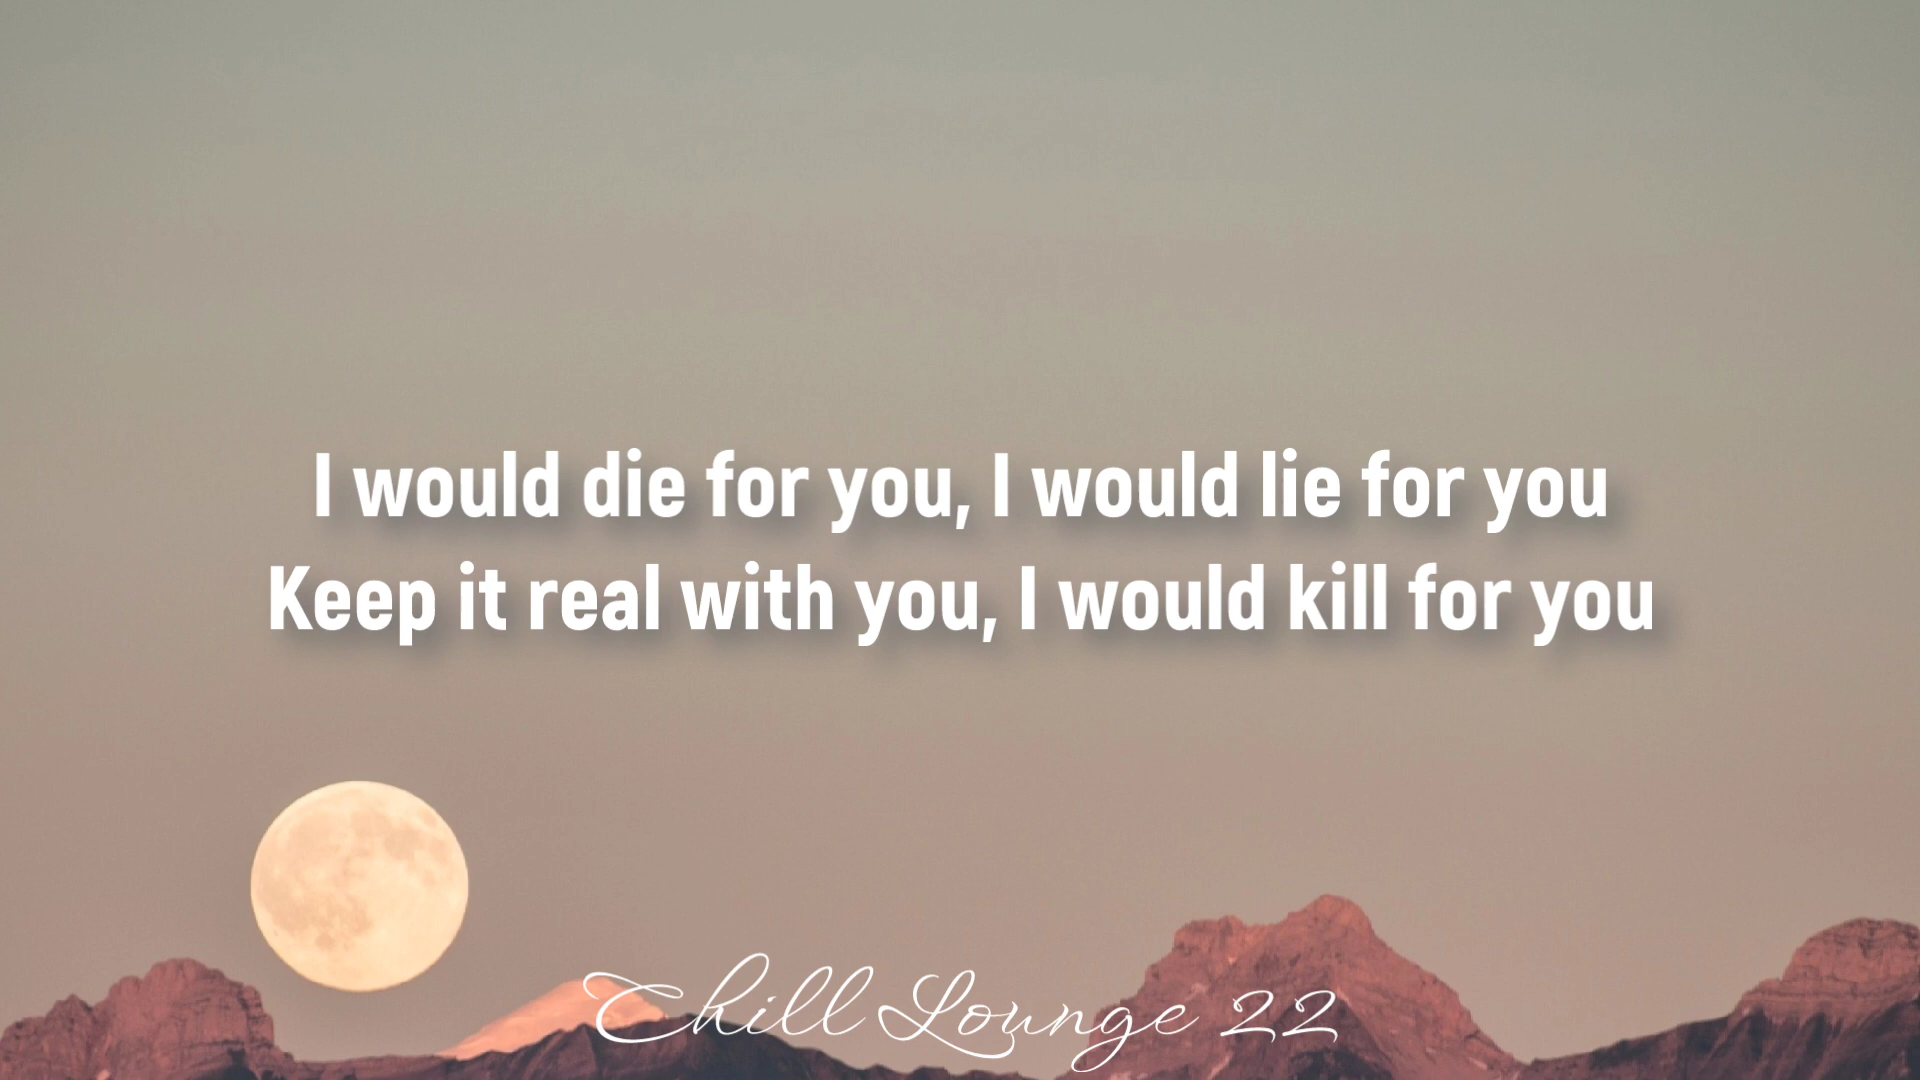 I would die for you, I would lie for you
Keep it real with you, I would kill for you
Chill Lounge 22